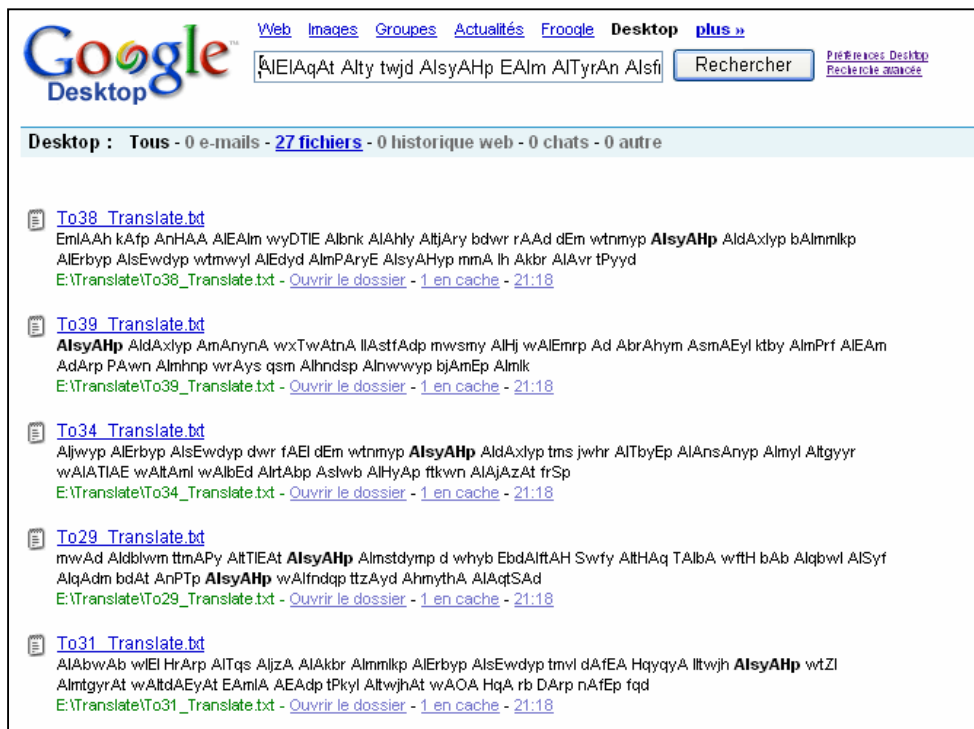 Google™
Desktop
Web Images Groupes Actualités Froogle Desktop plus »
AlElAqAt Alty twjd AlsyAHp EAlm AlTyrAn Alsfi
Rechercher
Préférences Desktop
Recherche avancée
Desktop : Tous - 0 e-mails - 27 fichiers - 0 historique web - 0 chats - 0 autre
To38_Translate.txt
EmlAAh kAfp AnHAA AlEAlm wyDTlE Albnk AlAhly AltjAry bdwr rAAd dEm wtnmyp AlsyAHp AldAxlyp bAlmmlkp
AlErbyp AlsEwdyp wtmwyl AlEdyd AlmPAryE AlsyAHyp mmA lh Akbr AlAvr tPyyd
E:\Translate\To38_Translate.txt - Ouvrir le dossier - 1 en cache - 21:18
To39_Translate.txt
AlsyAHp AldAxlyp AmAnynA wxTwAtnA llAstfAdp mwsmy AlHj wAlEmrp Ad AbrAhym AsmAEyl ktby AlmPrf AlEAm
AdArp PAwn Almhnp wrAys qsm Alhndsp Alnwwyp bjAmEp Almlk
E:\Translate\To39_Translate.txt - Ouvrir le dossier - 1 en cache - 21:18
To34_Translate.txt
Aljwyp AlErbyp AlsEwdyp dwr fAEl dEm wtnmyp AlsyAHp AldAxlyp tms jwhr AlTbyEp AlAnsAnyp Almyl Altgyyr
wAlATlAE wAltAml wAlbEd AlrtAbp Aslwb AlHyAp ftkwn AlAjAzAt frSp
E:\Translate\To34_Translate.txt - Ouvrir le dossier - 1 en cache - 21:18
To29_Translate.txt
mwAd Aldblwm ttmAPy AltTlEAt AlsyAHp Almstdymp d whyb EbdAlftAH Swfy AltHAq TAlbA wftH bAb Alqbwl AlSyf
AlqAdm bdAt AnPTp AlsyAHp wAlfndqp ttzAyd AhmythA AlAqtSAd
E:\Translate\To29_Translate.txt - Ouvrir le dossier - 1 en cache - 21:18
To31_Translate.txt
AlAbwAb wlEl HrArp AlTqs AljzA AlAkbr Almmlkp AlErbyp AlsEwdyp tmvl dAfEA HqyqyA lltwjh AlsyAHp wtZl
AlmtgyrAt wAltdAEyAt EAmlA AEAdp tPkyl AltwjhAt wAOA HqA rb DArp nAfEp fqd
E:\Translate\To31_Translate.txt - Ouvrir le dossier - 1 en cache - 21:18